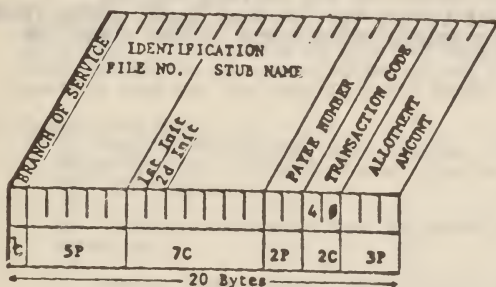 BRANCH OF SERVICE
IDENTIFICATION
FILE NO. STUB NAME
1st Init
2d Init
PAYEE NUMBER
TRANSACTION CODE
ALLOTMENT
AMOUNT
4 0
5P 7C 2P 2C 3P
20 Bytes